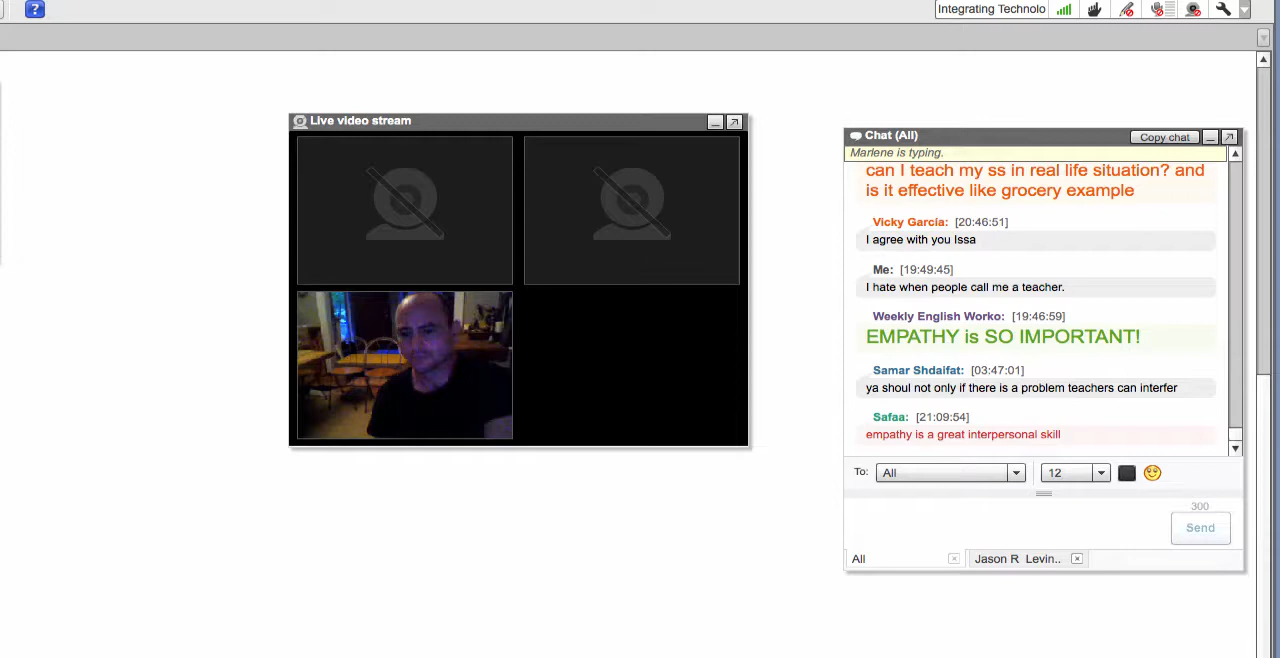 ?
Integrating Technolo
Live video stream
Chat (All)
Copy chat
Marlene is typing.
can I teach my ss in real life situation? and
is it effective like grocery example
Vicky García: [20:46:51]
I agree with you Issa
Me: [19:49:45]
I hate when people call me a teacher.
Weekly English Worko: [19:46:59]
EMPATHY is SO IMPORTANT!
Samar Shdaifat: [03:47:01]
ya shoul not only if there is a problem teachers can interfer
Safaa: [21:09:54]
empathy is a great interpersonal skill
To: All 12
300
Send
All
Jason R Levin..